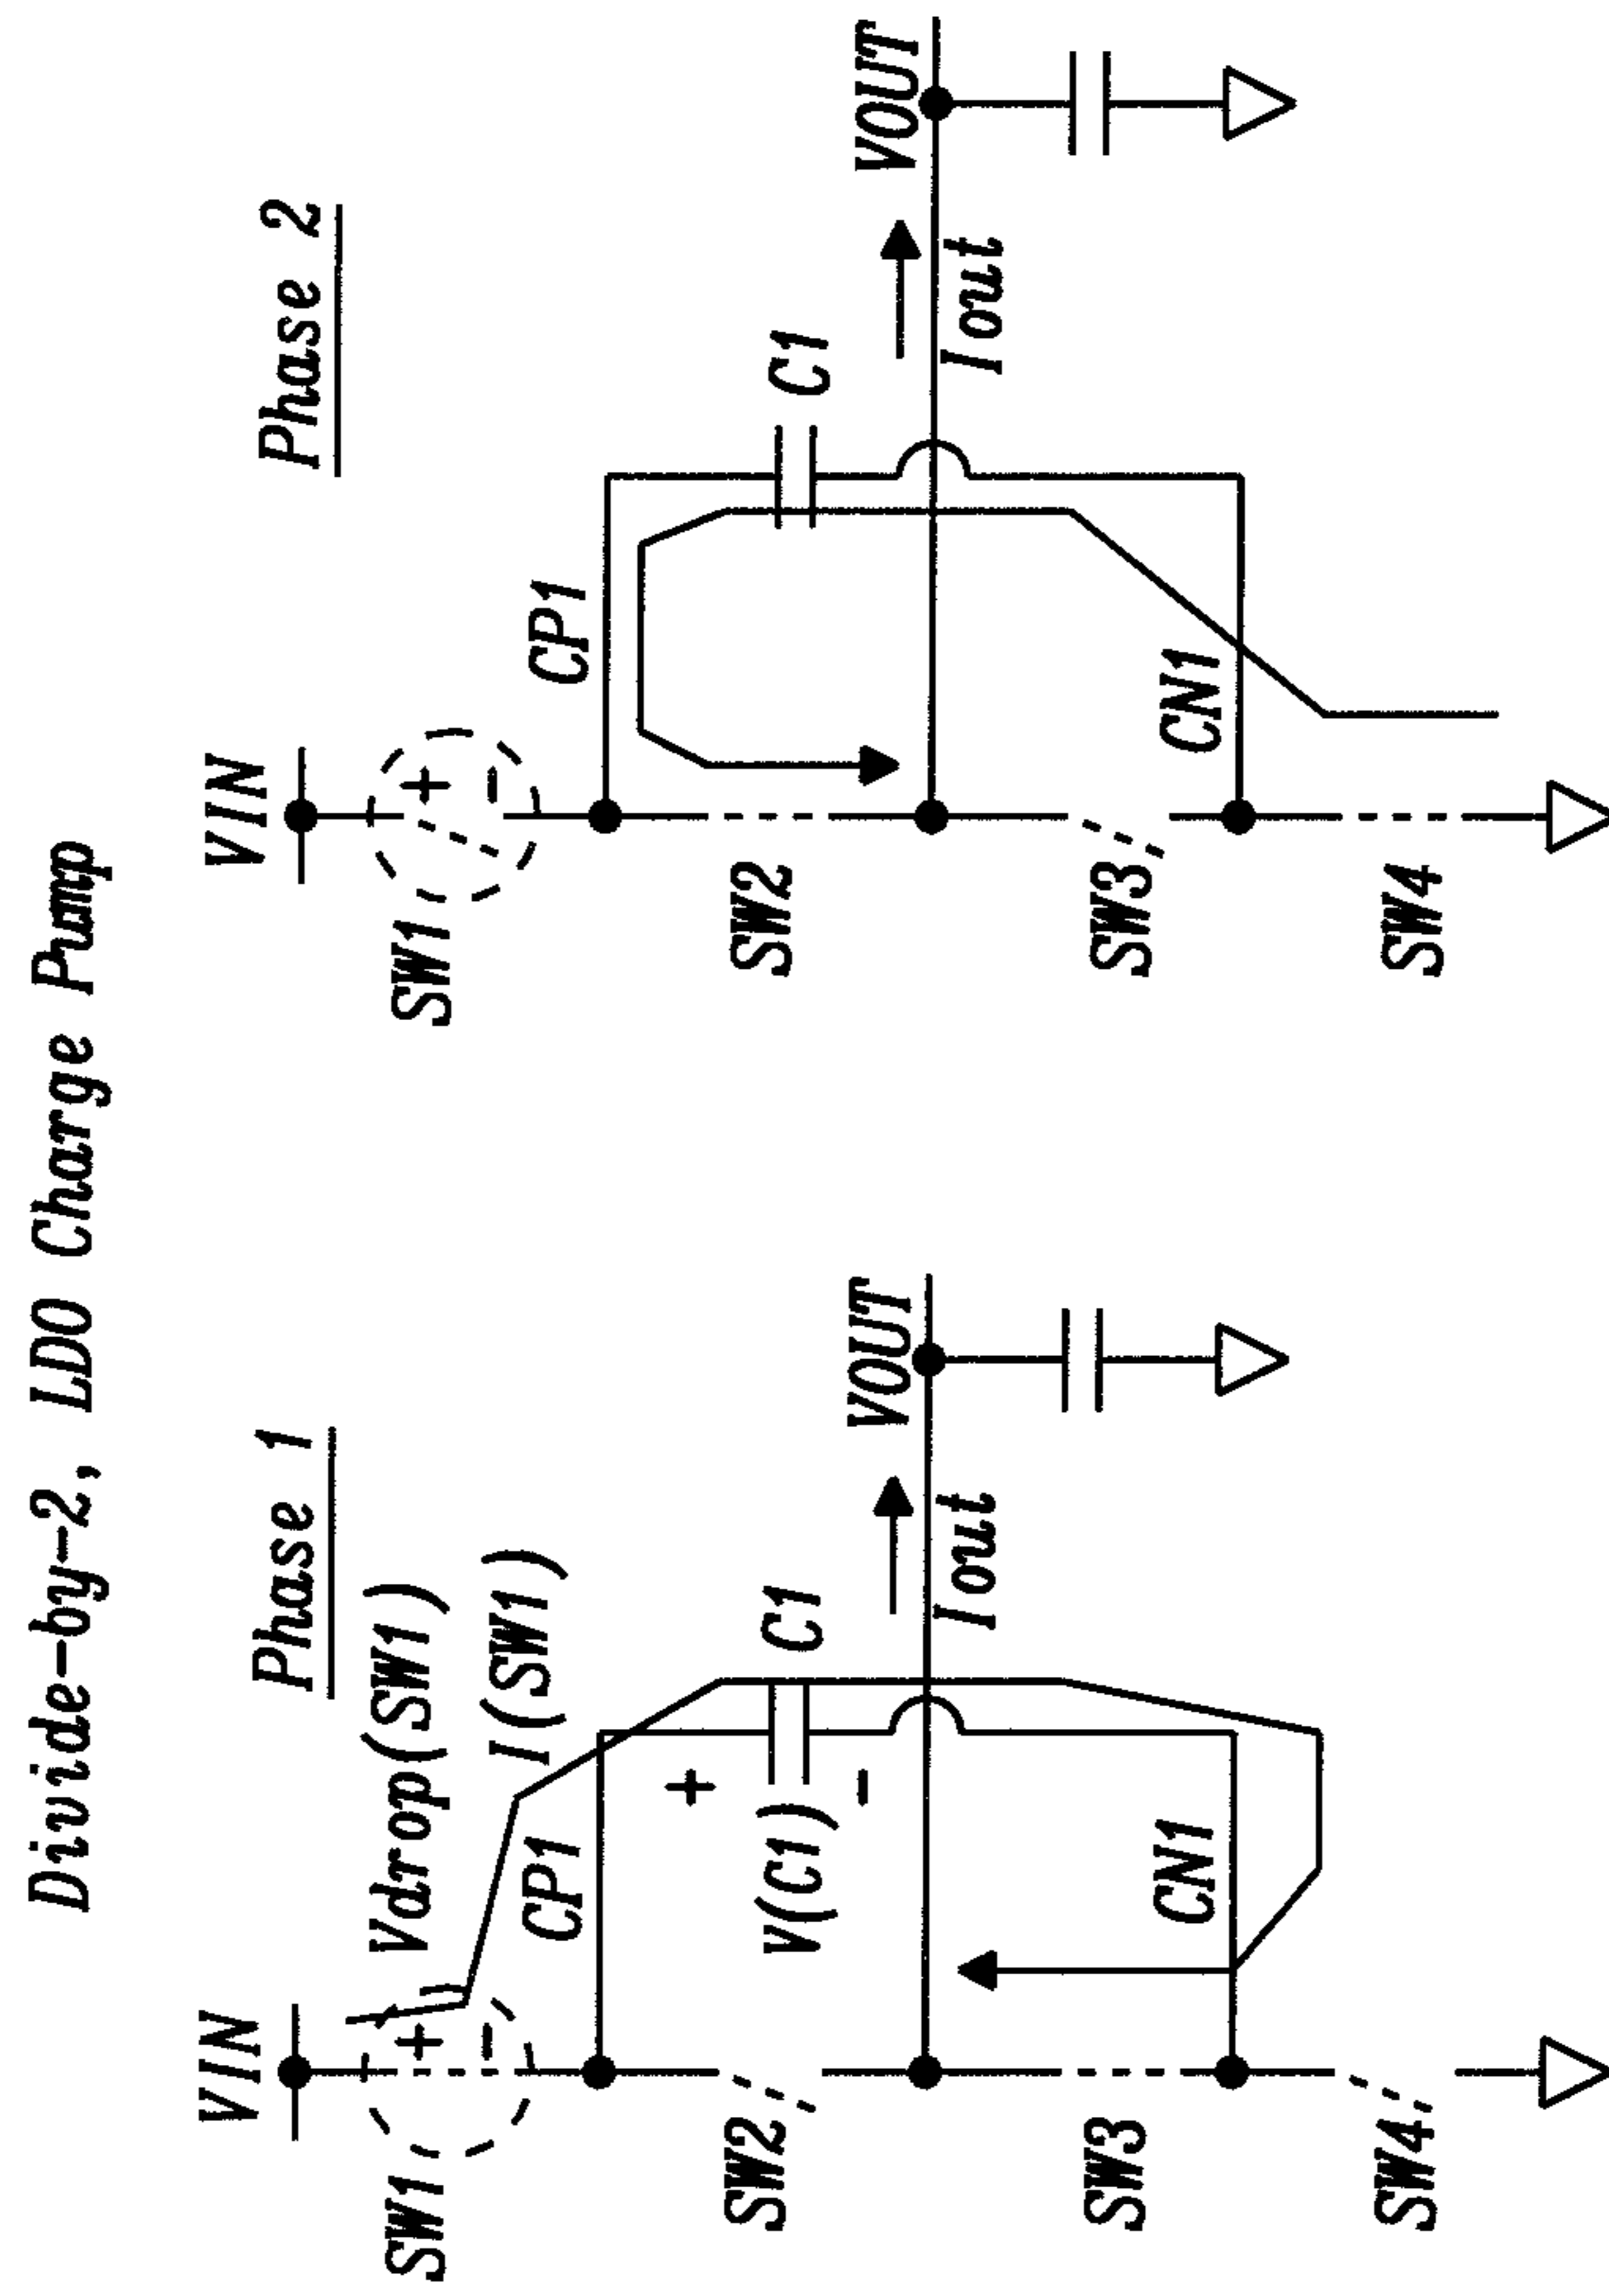 Divide-by-2, LDO Charge Pump
Phase 1
VIN
SW1
+
-
Vdrop(SW1)
I(SW1)
CP1
SW2
+
V(C1)
-
C1
VOUT
Iout
SW3
CN1
SW4
Phase 2
VIN
SW1
+
-
CP1
SW2
C1
VOUT
Iout
SW3
CN1
SW4